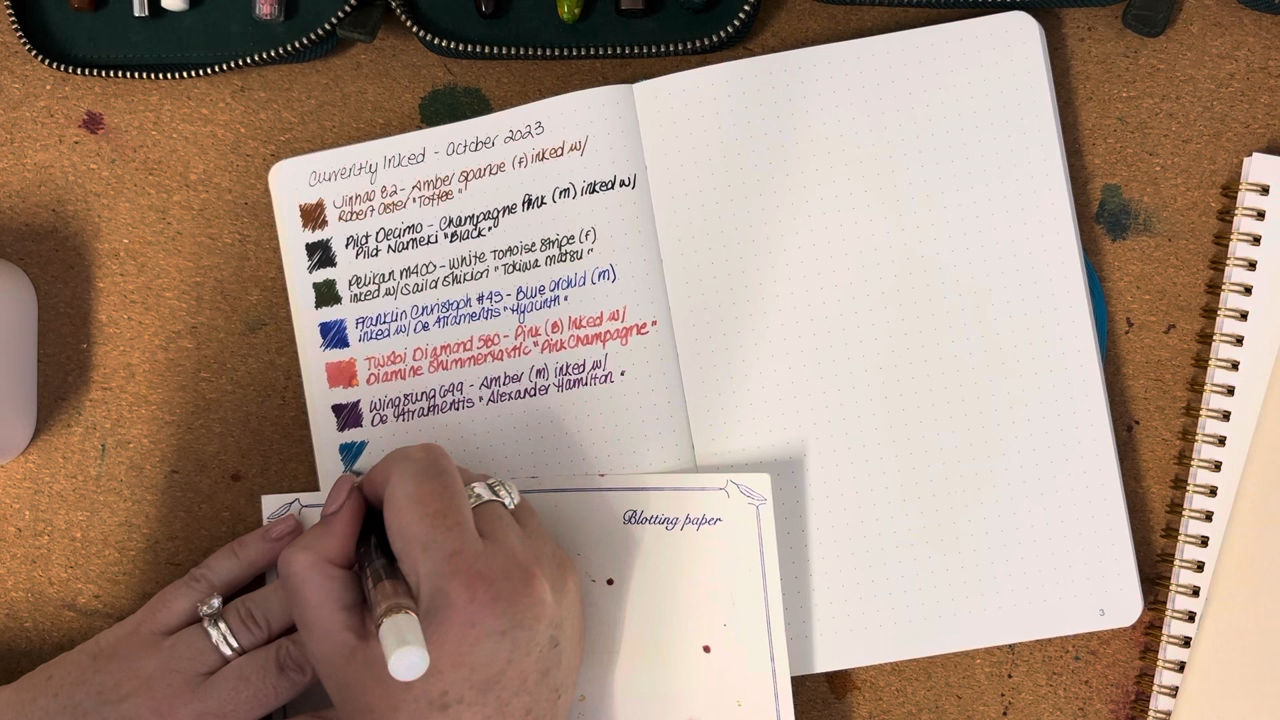 Currently Inked - October 2023
Jinhao 82 - Amber Sparkle (f) inked w/
Robert Oster "Toffee"
Pilot Decimo - Champagne Pink (m) inked w/
Pilot Namiki "Black"
Pelikan m400 - White Tortoise Stripe (f)
inked w/ Sailor Shikiori "Tokiwa matsu"
Franklin Christoph #45 - Blue Orchid (m)
inked w/ De Atramentis "Hyacinth"
TWSBI Diamond 580 - Pink (B) Inked w/
Diamine Shimmertastic "Pink Champagne"
Wingsung 699 - Amber (m) inked w/
De Atramentis "Alexander Hamilton"
Blotting paper
3